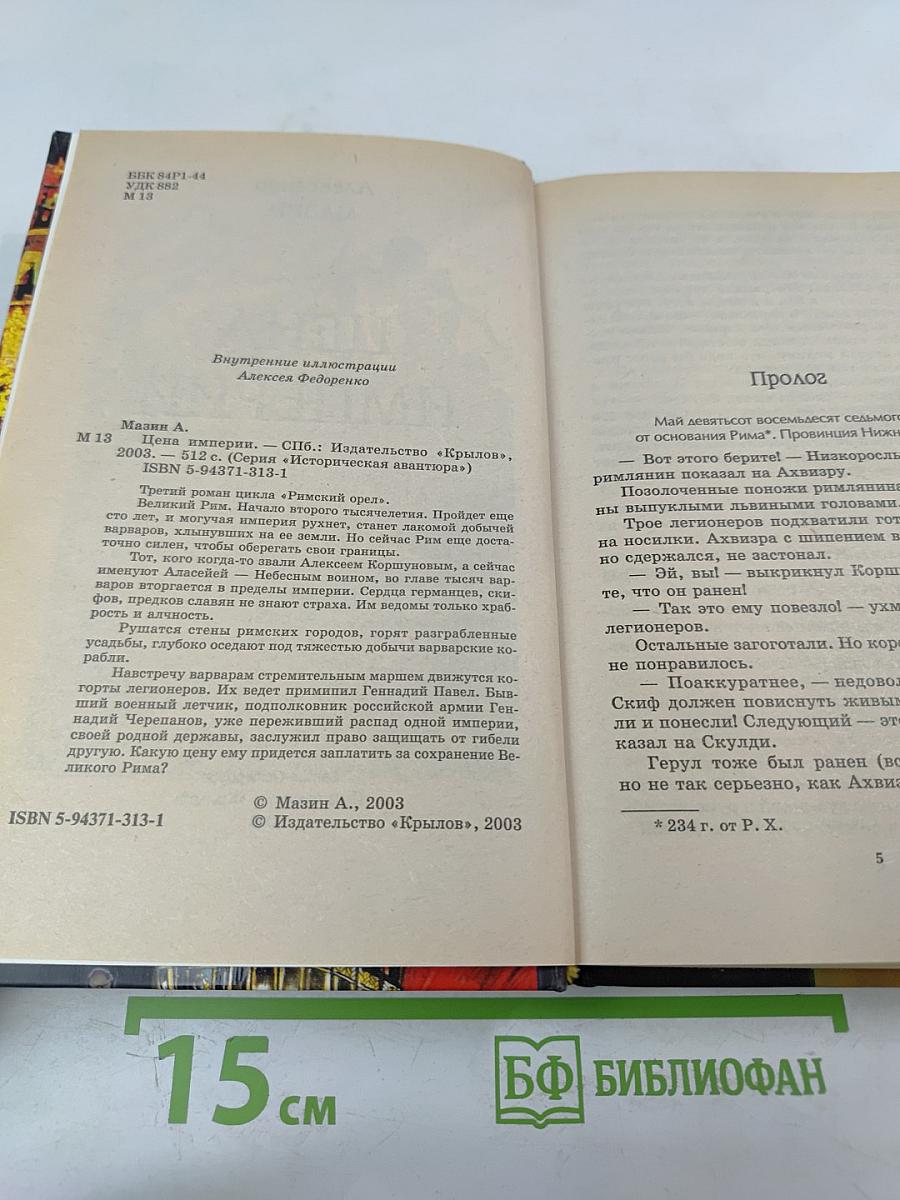 ББК 84Р1-44
УДК 882
М 13
Внутренние иллюстрации
Алексея Федоренко
Мазин А.
М 13 Цена империи. — СПб.: Издательство «Крылов»,
2003. — 512 с. (Серия «Историческая авантюра»)
ISBN 5-94371-313-1
Третий роман цикла «Римский орел».
Великий Рим. Начало второго тысячелетия. Пройдет еще
сто лет, и могучая империя рухнет, станет лакомой добычей
варваров, хлынувших на ее земли. Но сейчас Рим еще доста-
точно силен, чтобы оберегать свои границы.
Тот, кого когда-то звали Алексеем Коршуновым, а сейчас
именуют Аласейей — Небесным воином, во главе тысяч вар-
варов вторгается в пределы империи. Сердца германцев, ски-
фов, предков славян не знают страха. Им ведомы только храб-
рость и алчность.
Рушатся стены римских городов, горят разграбленные
усадьбы, глубоко оседают под тяжестью добычи варварские ко-
рабли.
Навстречу варварам стремительным маршем движутся ко-
горты легионеров. Их ведет примипил Геннадий Павел. Быв-
ший военный летчик, подполковник российской армии Ген-
надий Черепанов, уже переживший распад одной империи,
своей родной державы, заслужил право защищать от гибели
другую. Какую цену ему придется заплатить за сохранение Ве-
ликого Рима?
© Мазин А., 2003
ISBN 5-94371-313-1 © Издательство «Крылов», 2003
Пролог
Май девятьсот восемьдесят седьмого
от основания Рима*. Провинция Нижн
— Вот этого берите! — Низкорослы
римлянин показал на Ахвизру.
Позолоченные поножи римлянина
ны выпуклыми львиными головами.
Трое легионеров подхватили гот
на носилки. Ахвизра с шипением в
но сдержался, не застонал.
— Эй, вы! — выкрикнул Корш
те, что он ранен!
— Так это ему повезло! — ухм
легионеров.
Остальные загоготали. Но коро
не понравилось.
— Поаккуратнее, — недовол
Скиф должен повиснуть живым
ли и понесли! Следующий — это
казал на Скулди.
Герул тоже был ранен (вс
но не так серьезно, как Ахвиз
* 234 г. от Р. Х.
5
15 см
БФ БИБЛИОФАН